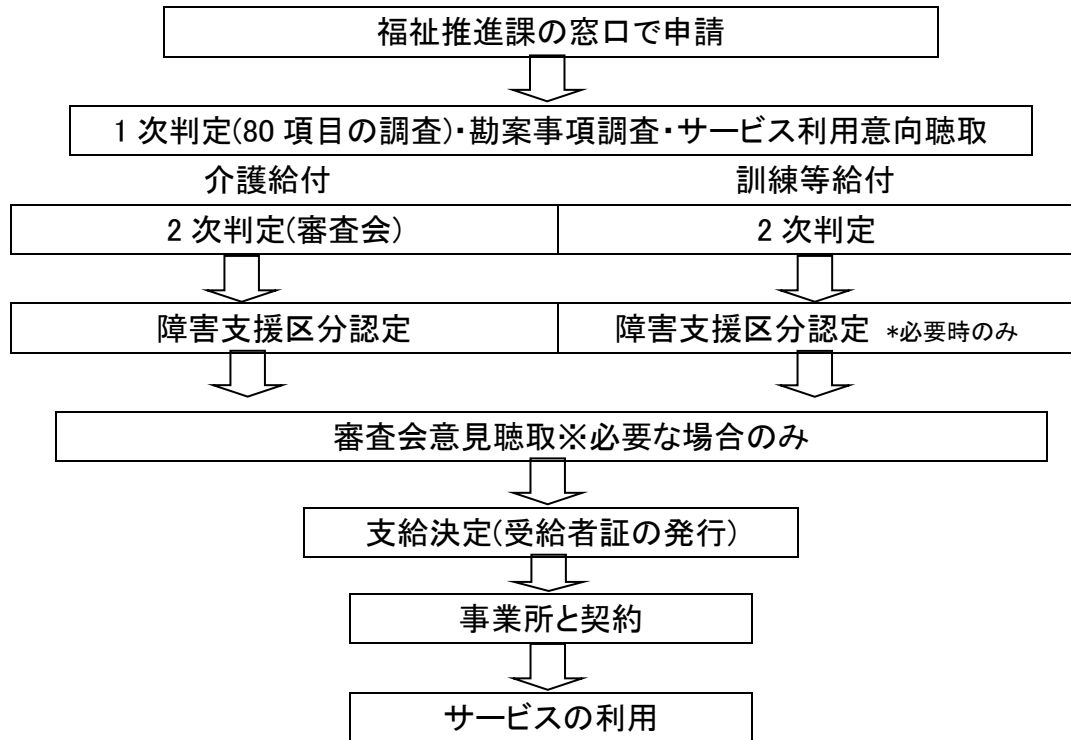 福祉推進課の窓口で申請
1次判定(80項目の調査)・勘案事項調査・サービス利用意向聴取
介護給付
訓練等給付
2次判定(審査会)
2次判定
障害支援区分認定
障害支援区分認定 *必要時のみ
審査会意見聴取※必要な場合のみ
支給決定(受給者証の発行)
事業所と契約
サービスの利用